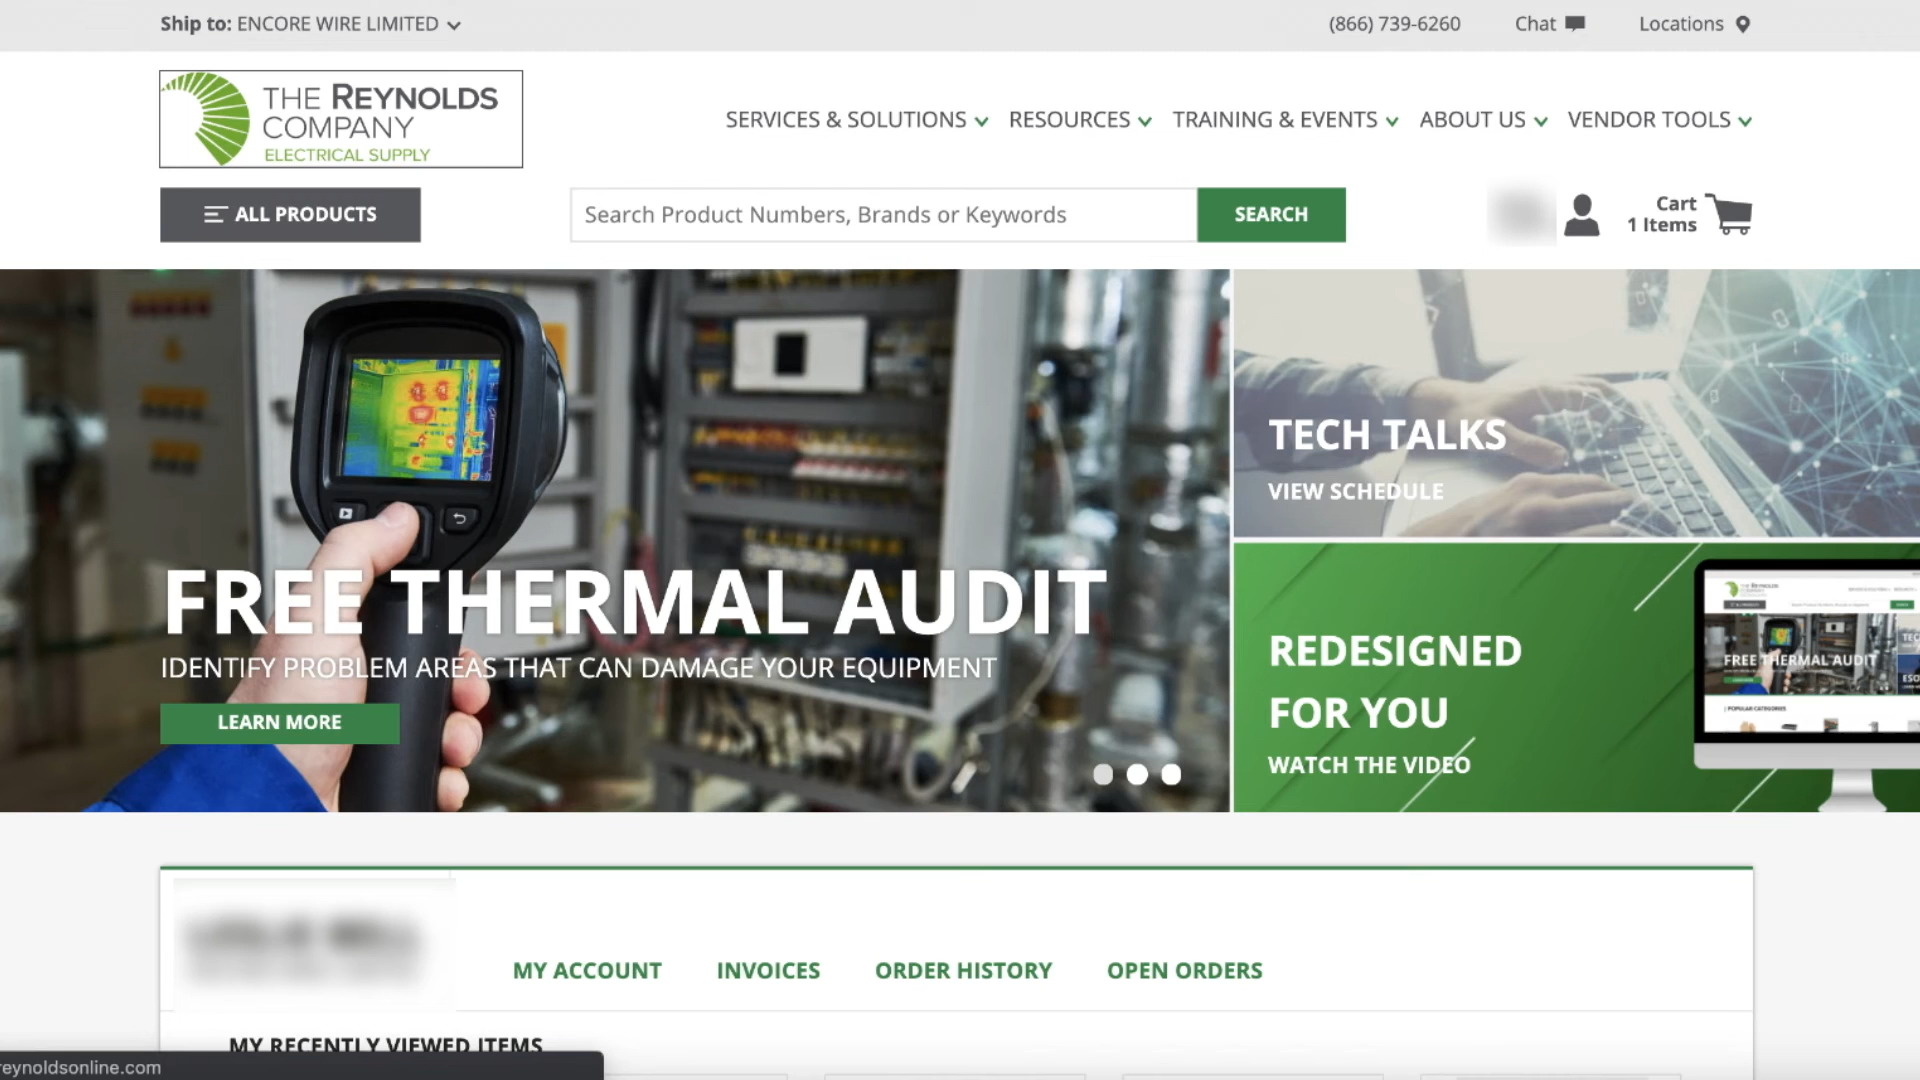 Ship to: ENCORE WIRE LIMITED
(866) 739-6260
Chat
Locations
THE REYNOLDS
COMPANY
ELECTRICAL SUPPLY
SERVICES & SOLUTIONS
RESOURCES
TRAINING & EVENTS
ABOUT US
VENDOR TOOLS
ALL PRODUCTS
Search Product Numbers, Brands or Keywords
SEARCH
Cart
1 Items
FREE THERMAL AUDIT
IDENTIFY PROBLEM AREAS THAT CAN DAMAGE YOUR EQUIPMENT
LEARN MORE
TECH TALKS
VIEW SCHEDULE
REDESIGNED
FOR YOU
WATCH THE VIDEO
FREE THERMAL AUDIT
POPULAR CATEGORIES
MY ACCOUNT
INVOICES
ORDER HISTORY
OPEN ORDERS
MY RECENTLY VIEWED ITEMS
reynoldsonline.com